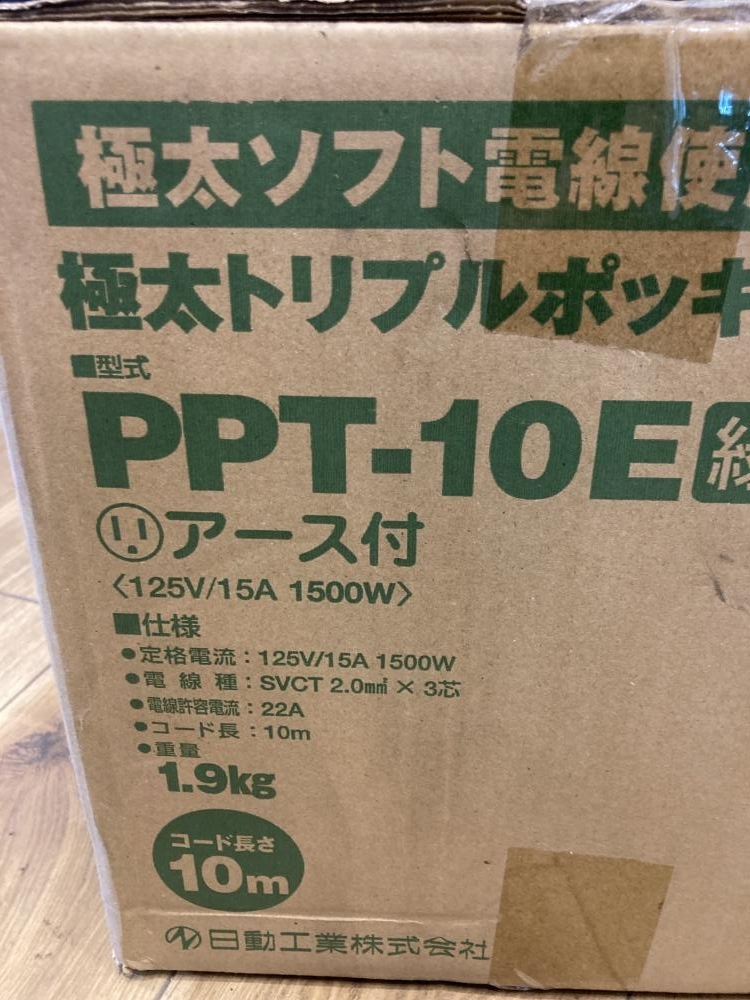 極太ソフト電線使
極太トリプルポッキ
■型式
PPT-10E
アース付
〈125V/15A 1500W〉
■仕様
●定格電流：125V/15A 1500W
●電線種：SVCT 2.0m㎡×3芯
●電線許容電流：22A
●コード長：10m
●重量
1.9kg
コード長さ
10m
日動工業株式会社